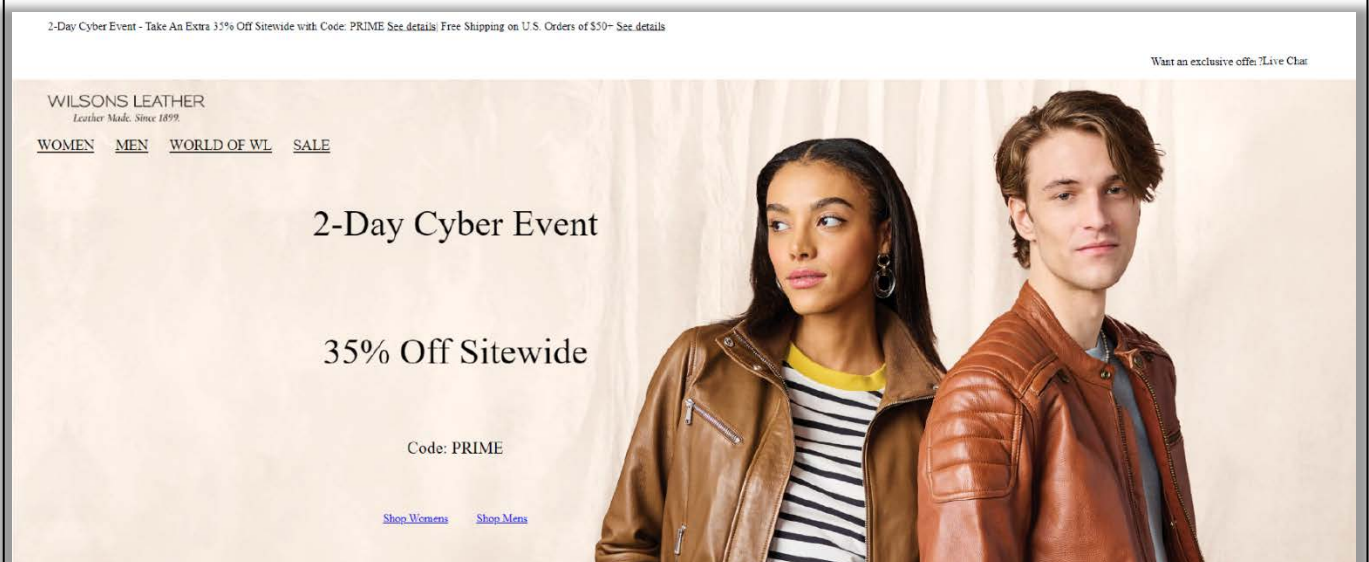 2-Day Cyber Event - Take An Extra 35% Off Sitewide with Code: PRIME See details| Free Shipping on U.S. Orders of $50+ See details
Want an exclusive offer?Live Chat
WILSONS LEATHER
Leather Made. Since 1899.
WOMEN MEN WORLD OF WL SALE
2-Day Cyber Event
35% Off Sitewide
Code: PRIME
Shop Womens Shop Mens